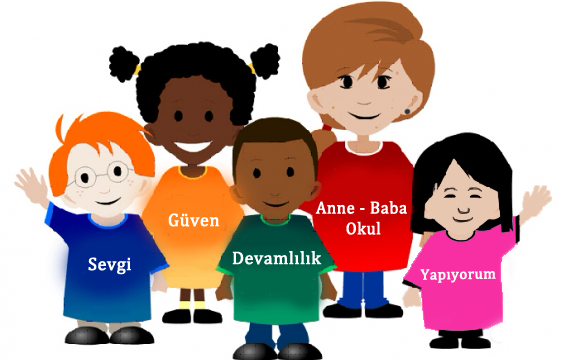 Sevgi
Güven
Devamlılık
Anne - Baba
Okul
Yapıyorum